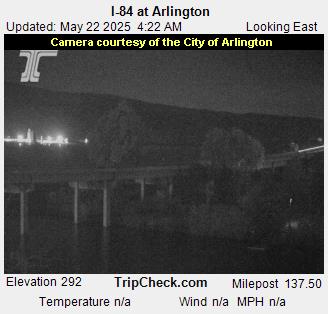 I-84 at Arlington
Updated: May 22 2025 4:22 AM Looking East
Camera courtesy of the City of Arlington
Elevation 292 TripCheck.com Milepost 137.50
Temperature n/a Wind n/a MPH n/a